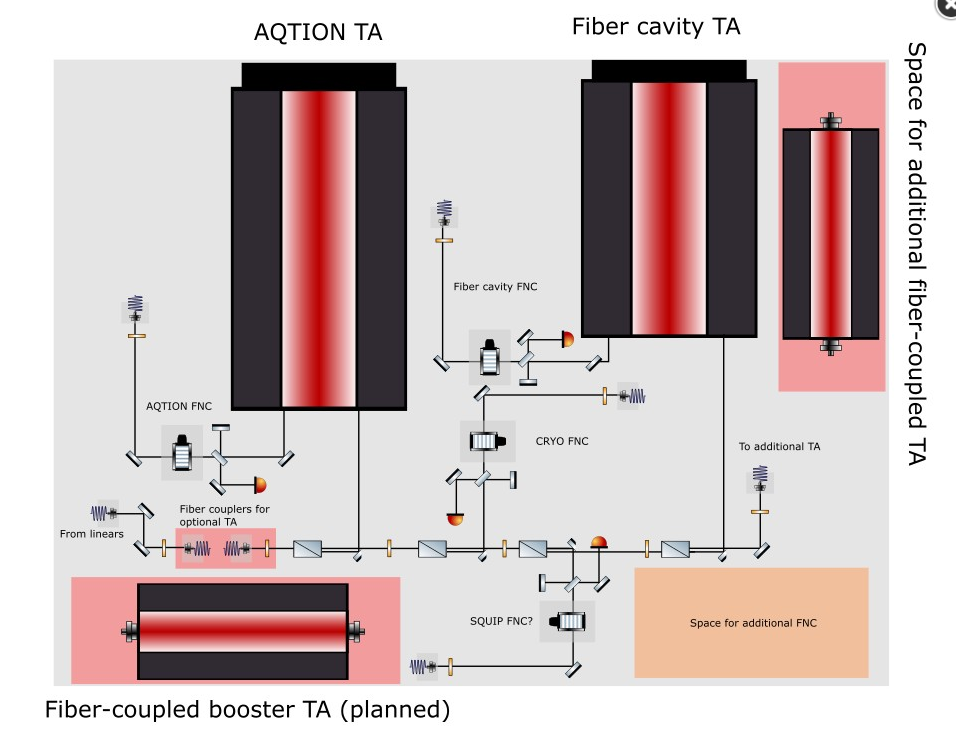 AQTION TA
Fiber cavity TA
Space for additional fiber-coupled TA
Fiber cavity FNC
AQTION FNC
CRYO FNC
To additional TA
Fiber couplers for
optional TA
From linears
SQUIP FNC?
Space for additional FNC
Fiber-coupled booster TA (planned)